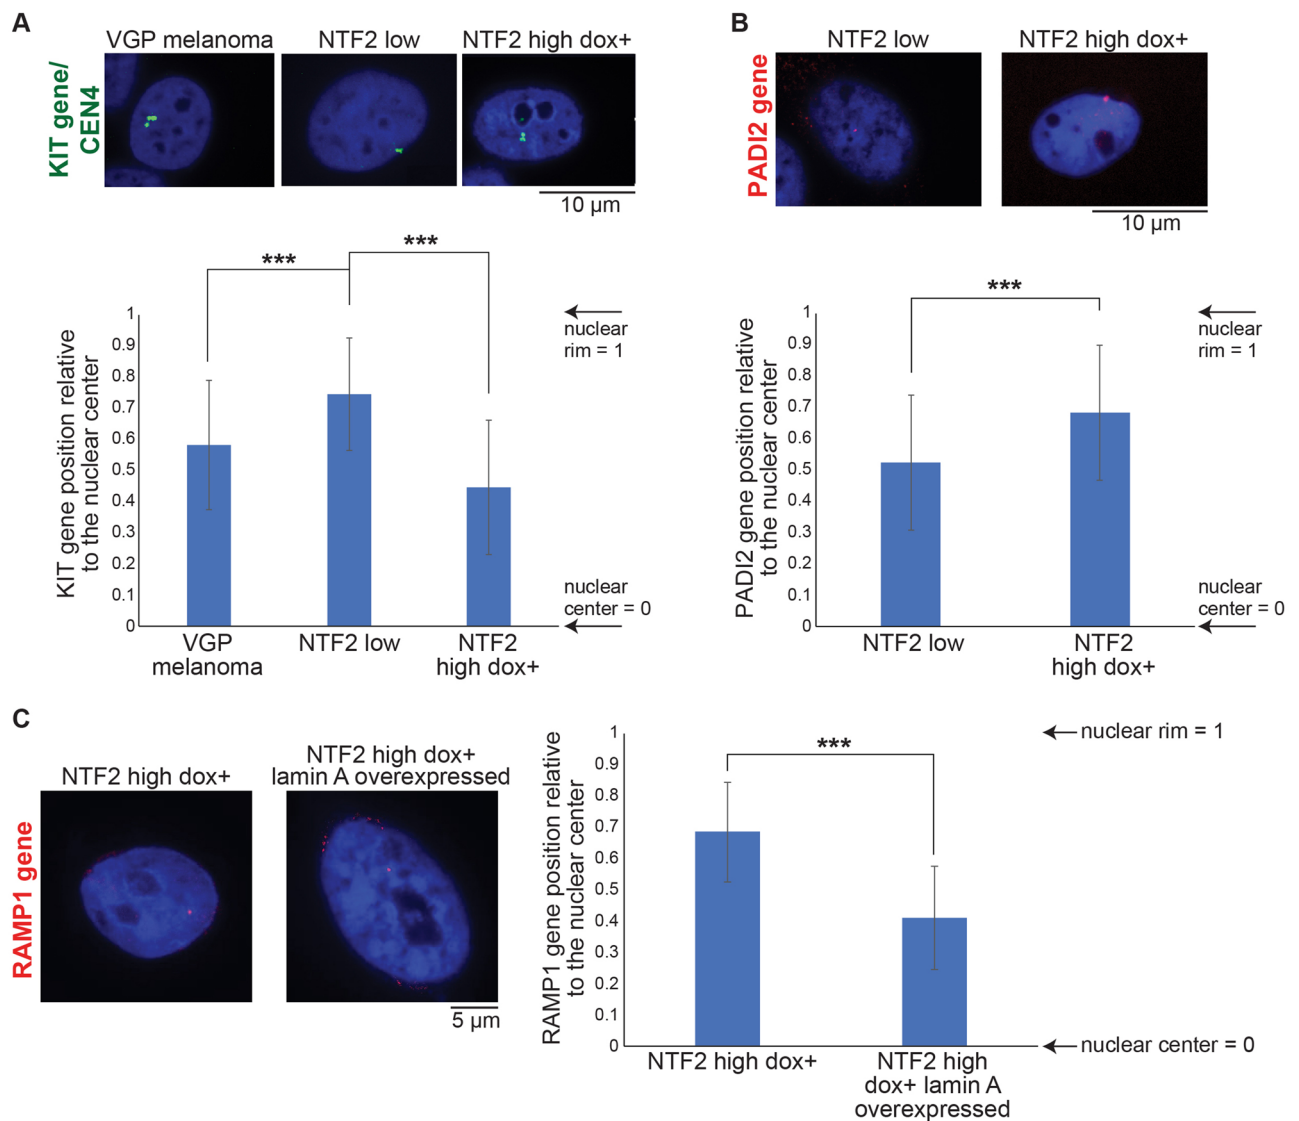 A
VGP melanoma
NTF2 low
NTF2 high dox+
KIT gene/
CEN4
10 µm
***
***
KIT gene position relative
to the nuclear center
1
0.9
0.8
0.7
0.6
0.5
0.4
0.3
0.2
0.1
0
nuclear
rim = 1
nuclear
center = 0
VGP
melanoma
NTF2 low
NTF2
high dox+
B
NTF2 low
NTF2 high dox+
PADI2 gene
10 µm
***
PADI2 gene position relative
to the nuclear center
1
0.9
0.8
0.7
0.6
0.5
0.4
0.3
0.2
0.1
0
nuclear
rim = 1
nuclear
center = 0
NTF2 low
NTF2
high dox+
C
NTF2 high dox+
NTF2 high dox+
lamin A overexpressed
RAMP1 gene
5 µm
***
RAMP1 gene position relative
to the nuclear center
1
0.9
0.8
0.7
0.6
0.5
0.4
0.3
0.2
0.1
0
nuclear rim = 1
nuclear center = 0
NTF2 high dox+
NTF2 high
dox+ lamin A
overexpressed